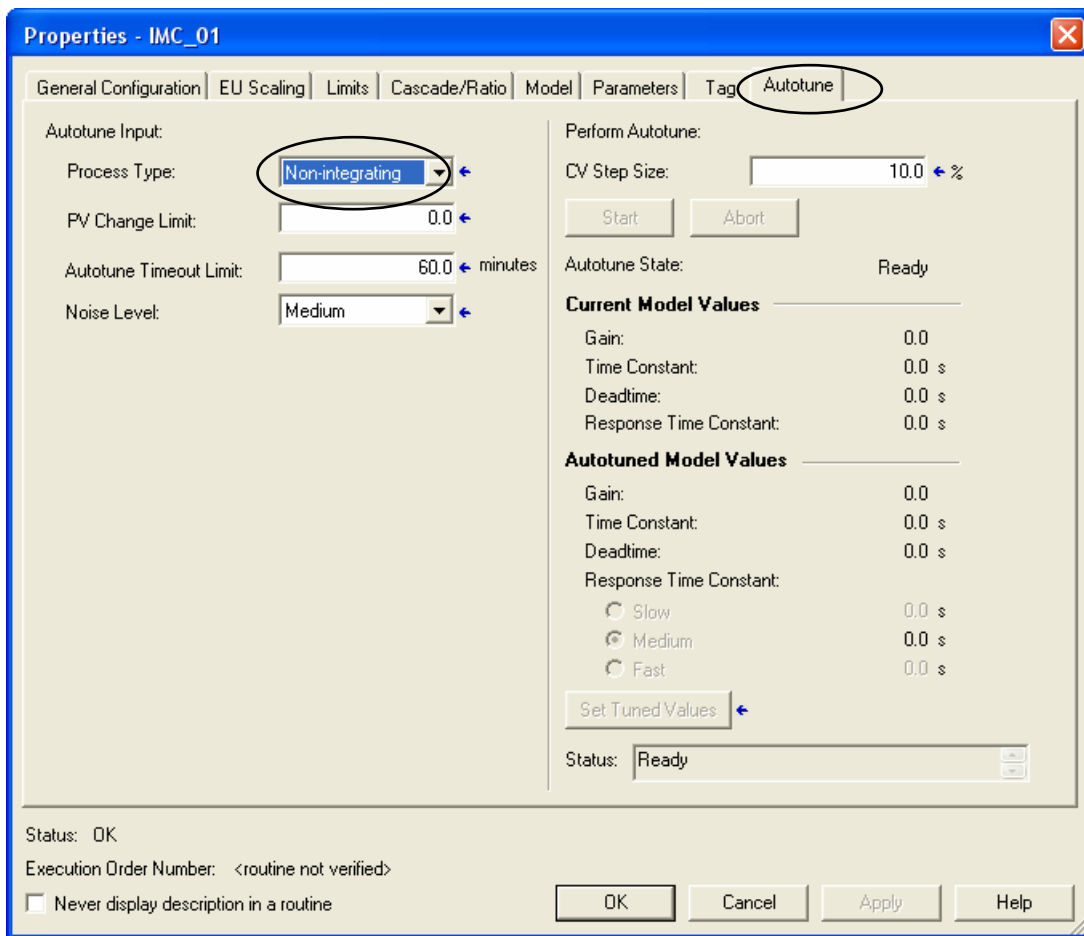 Properties - IMC_01
General Configuration EU Scaling Limits Cascade/Ratio Model Parameters Tag Autotune
Autotune Input:
Process Type: Non-integrating
PV Change Limit: 0.0
Autotune Timeout Limit: 60.0 minutes
Noise Level: Medium
Perform Autotune:
CV Step Size: 10.0 %
Start Abort
Autotune State: Ready
Current Model Values
Gain: 0.0
Time Constant: 0.0 s
Deadtime: 0.0 s
Response Time Constant: 0.0 s
Autotuned Model Values
Gain: 0.0
Time Constant: 0.0 s
Deadtime: 0.0 s
Response Time Constant:
Slow 0.0 s
Medium 0.0 s
Fast 0.0 s
Set Tuned Values
Status: Ready
Status: OK
Execution Order Number: <routine not verified>
Never display description in a routine
OK Cancel Apply Help